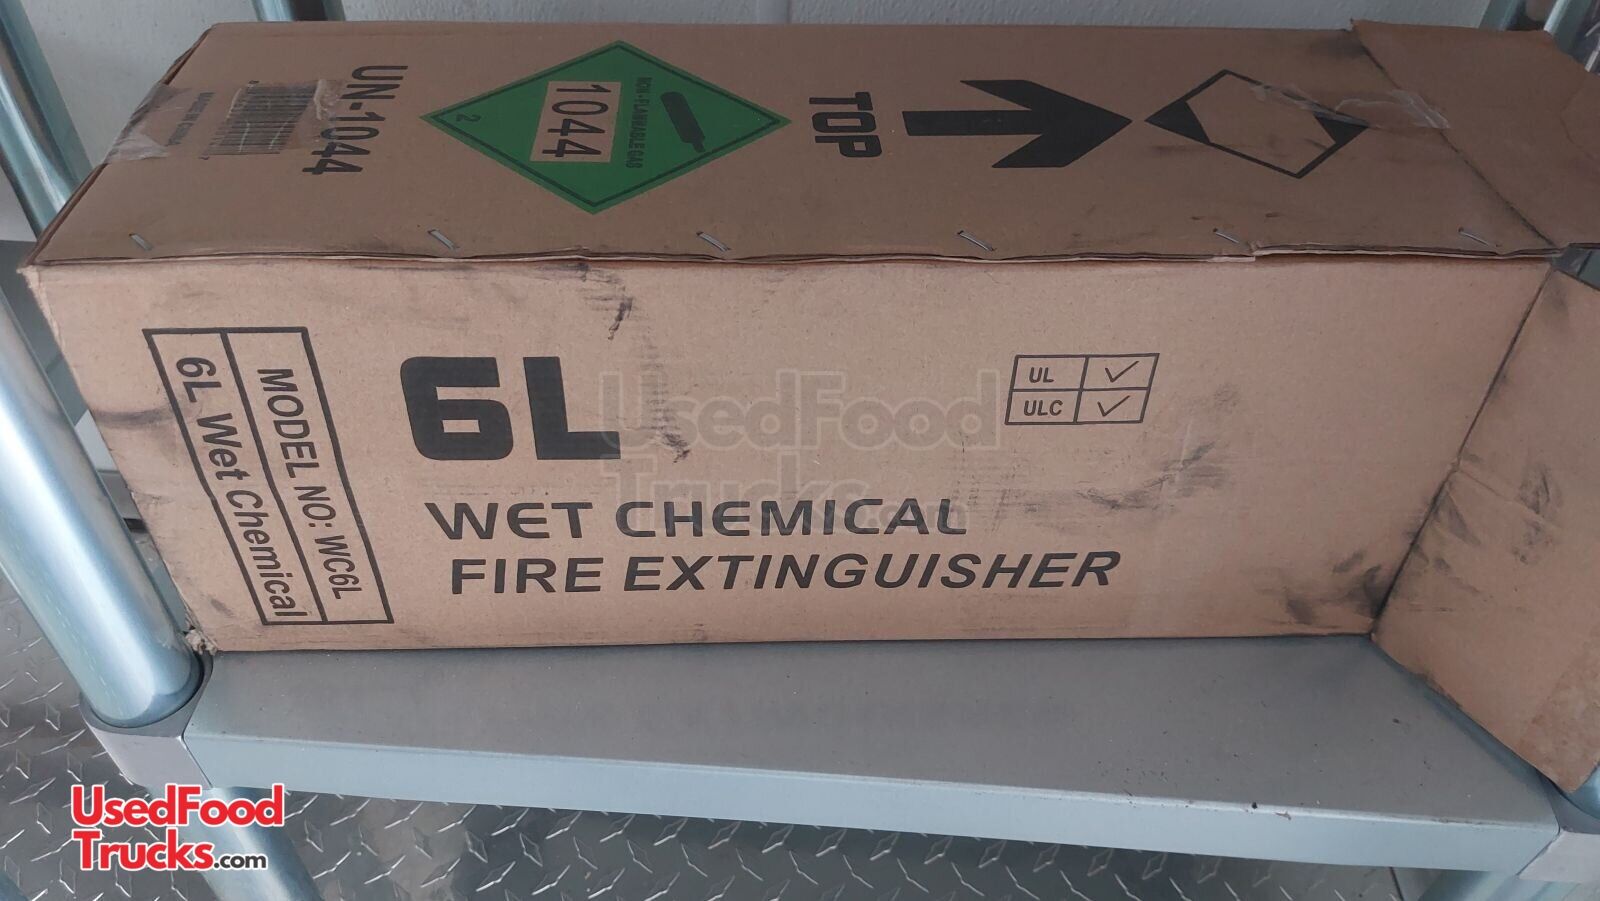 UN-1044
NON-FLAMMABLE GAS
1044
2
TOP
MODEL NO: WC6L
6L Wet Chemical
6L
WET CHEMICAL
FIRE EXTINGUISHER
UL ✓
ULC ✓
UsedFood
Trucks.com
UsedFood
Trucks.com